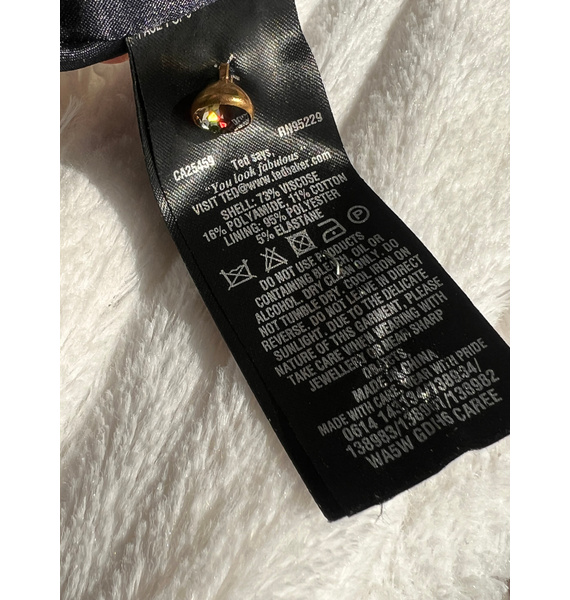 RN95229
CA25459
Ted says,
"You look fabulous"
VISIT TED@www.tedbaker.com
SHELL: 73% VISCOSE
16% POLYAMIDE, 11% COTTON
LINING: 95% POLYESTER
5% ELASTANE
P
DO NOT USE PRODUCTS
CONTAINING BLEACH, OIL OR
ALCOHOL. DRY CLEAN ONLY. DO
NOT TUMBLE DRY. COOL IRON ON
REVERSE. DO NOT LEAVE IN DIRECT
SUNLIGHT. DUE TO THE DELICATE
NATURE OF THIS GARMENT, PLEASE
TAKE CARE WHEN WEARING WITH
JEWELLERY OR NEAR SHARP
OBJECTS.
MADE IN CHINA
MADE WITH CARE, WEAR WITH PRIDE
0614
138983/ /138982
WA5W GDH6 CAREE